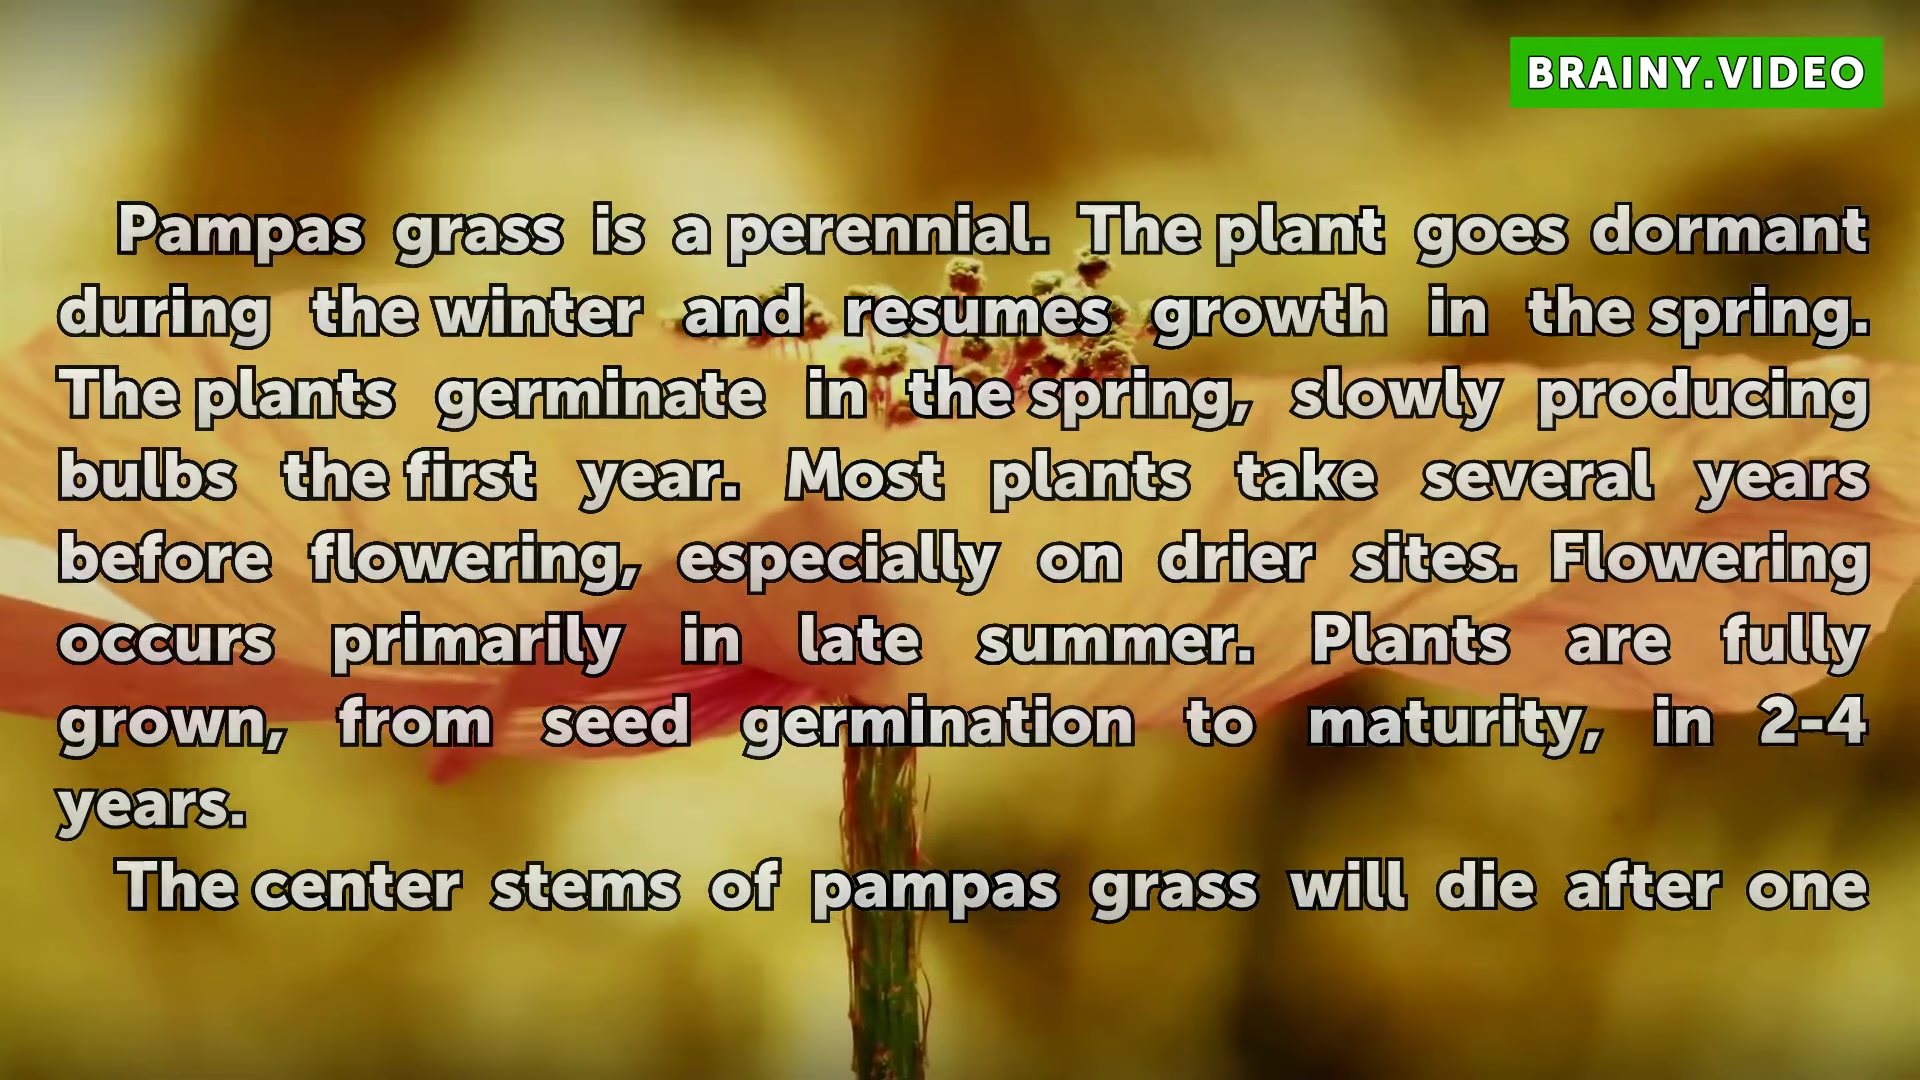 BRAINY.VIDEO
Pampas grass is a perennial. The plant goes dormant
during the winter and resumes growth in the spring.
The plants germinate in the spring, slowly producing
bulbs the first year. Most plants take several years
before flowering, especially on drier sites. Flowering
occurs primarily in late summer. Plants are fully
grown, from seed germination to maturity, in 2-4
years.
The center stems of pampas grass will die after one